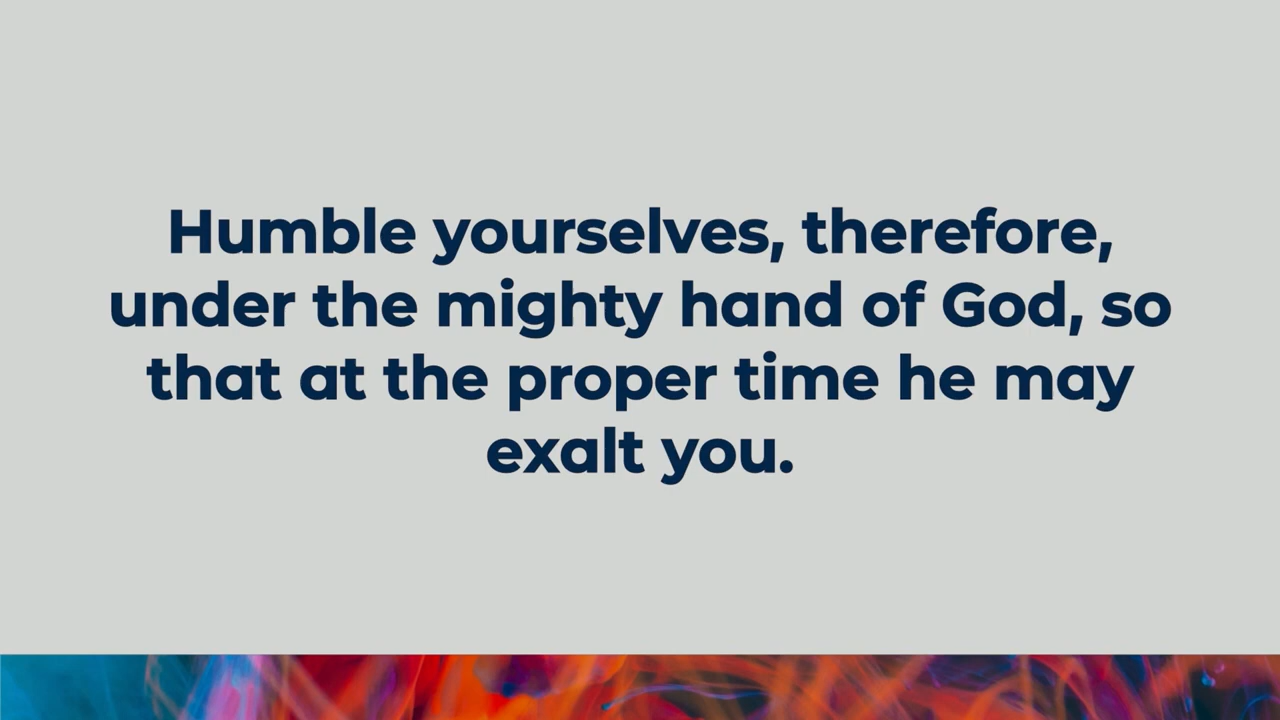 Humble yourselves, therefore,
under the mighty hand of God, so
that at the proper time he may
exalt you.